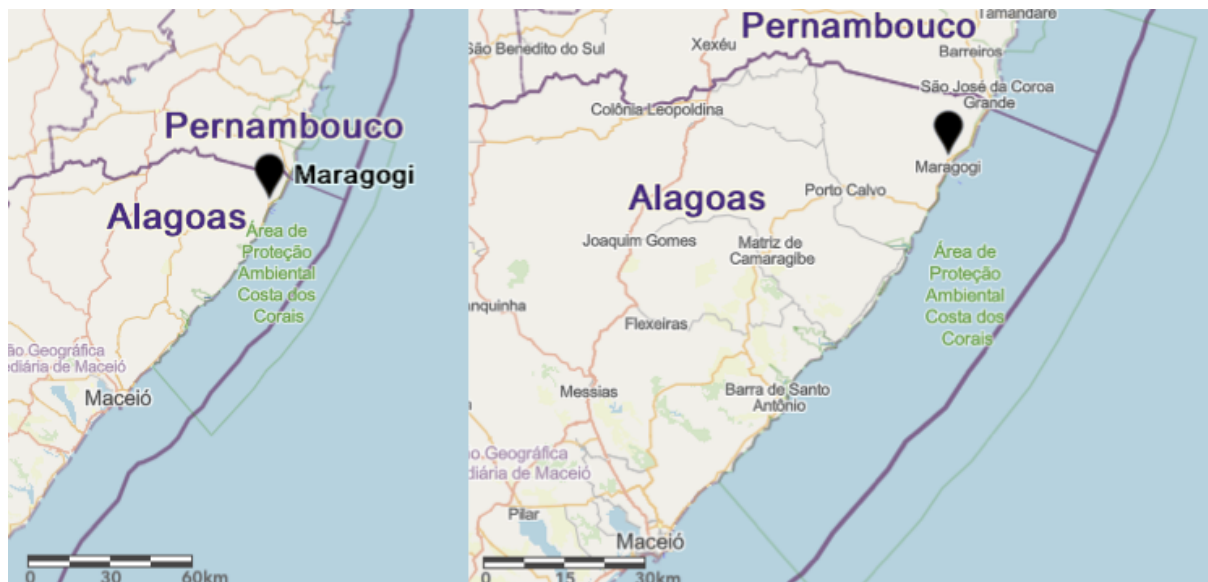 Pernambouco
Maragogi
Alagoas
Área de
Proteção
Ambiental
Costa dos
Corais
ão Geográfica
ediária de Maceió
Maceió
0
30
60km
Tamandaré
Pernambouco
São Benedito do Sul
Xexéu
Barreiros
São José da Coroa
Grande
Colônia Leopoldina
Maragogi
Porto Calvo
Alagoas
Joaquim Gomes
Matriz de
Camaragibe
Área de
Proteção
Ambiental
Costa dos
Corais
anquinha
Flexeiras
Messias
Barra de Santo
Antônio
ão Geográfica
diária de Maceió
Pilar
Maceió
0
15
30km